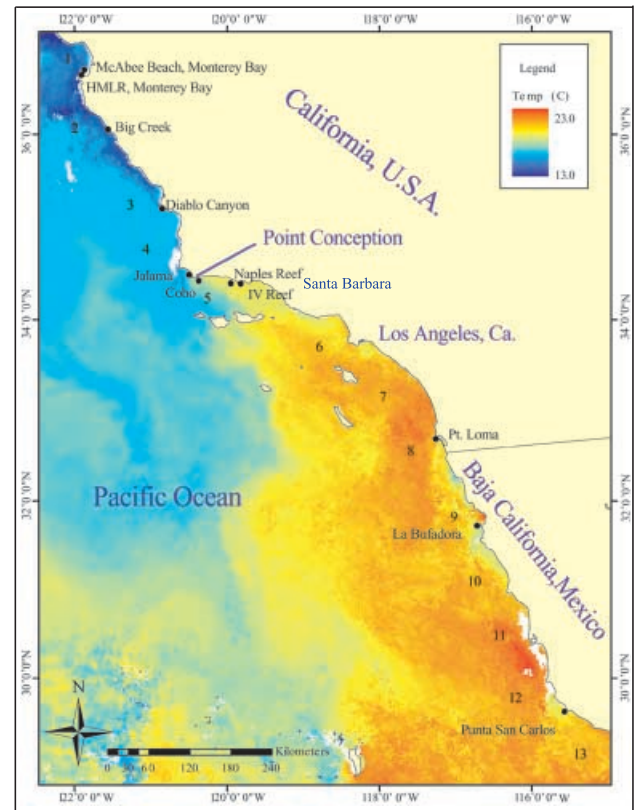 122°0' 0"W
120°0' 0"W
118°0' 0"W
116°0' 0"W
36°0'0"N
34°0'0"N
32°0'0"N
30°0'0"N
36°0'0"N
34°0'0"N
32°0'0"N
30°0'0"N
Legend
Temp (C)
23.0
13.0
1
McAbee Beach, Monterey Bay
HMLR, Monterey Bay
2
Big Creek
California, U.S.A.
3
Diablo Canyon
4
Point Conception
Jalama
Coho
5
Naples Reef
IV Reef
Santa Barbara
6
Los Angeles, Ca.
7
8
Pt. Loma
Pacific Ocean
Baja California, Mexico
9
La Bufadora
10
11
12
Punta San Carlos
13
N
Kilometers
0 30 60 120 180 240
122°0' 0"W
120°0' 0"W
118°0' 0"W
116°0' 0"W